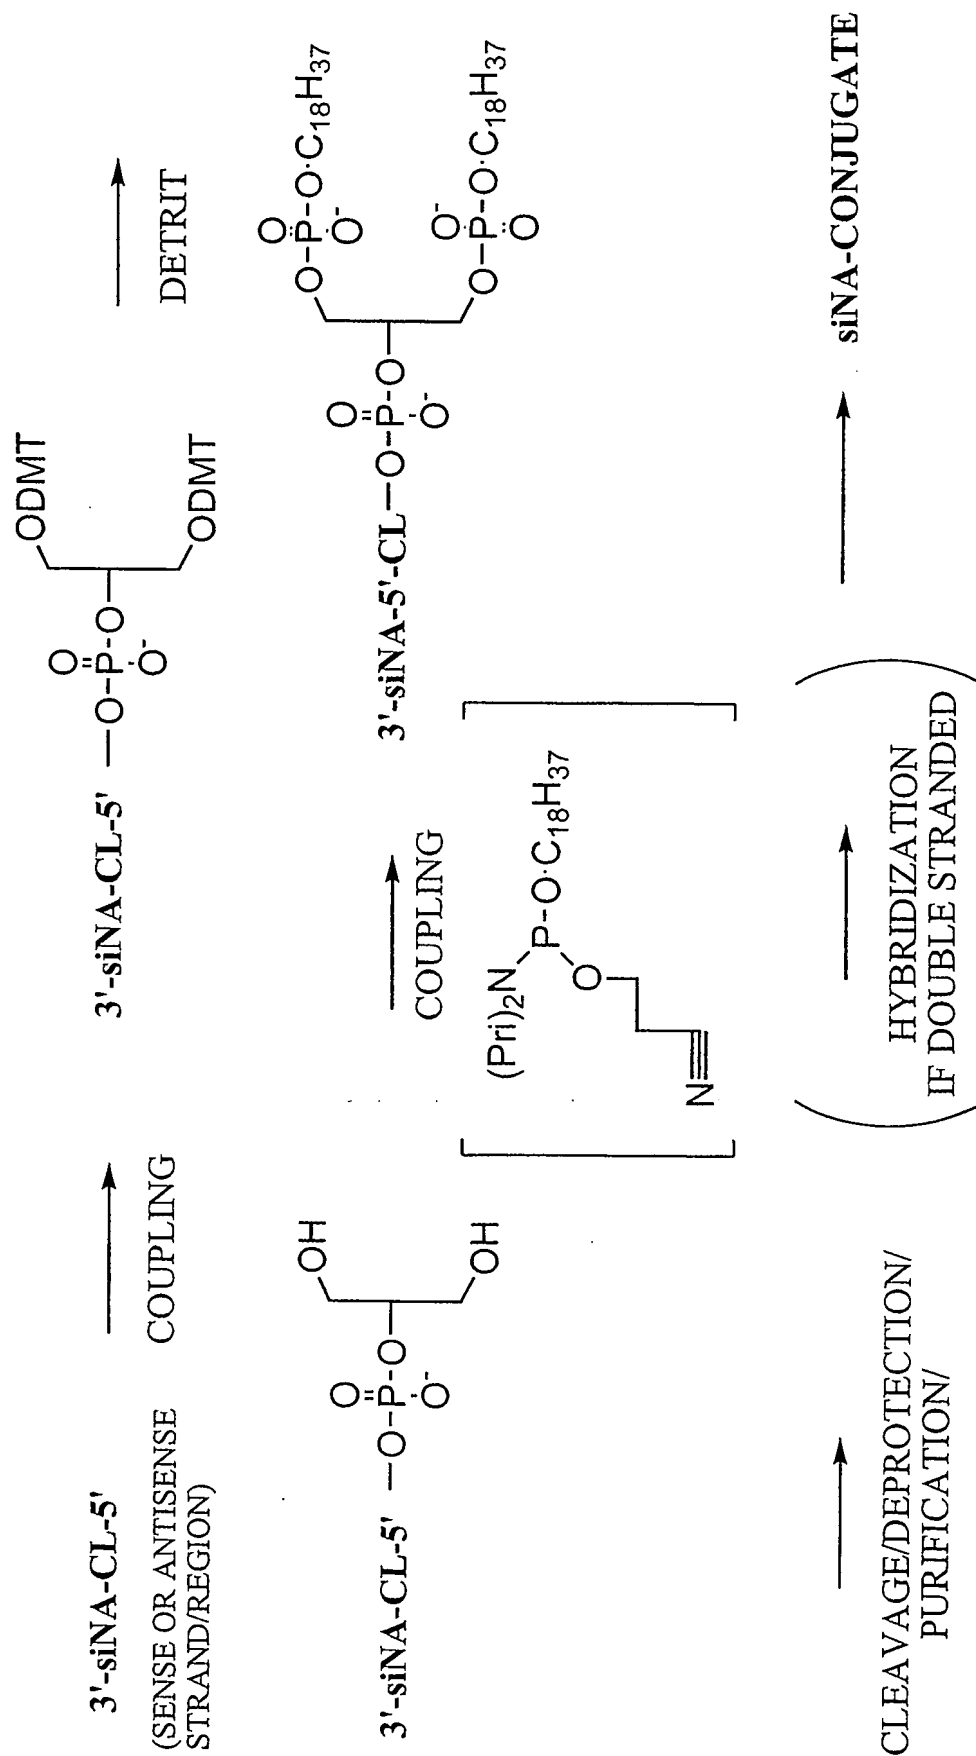 3'-siNA-CL-5'
(SENSE OR ANTISENSE
STRAND/REGION)
COUPLING
3'-siNA-CL-5'
O
O-P-O
O-
ODMT
ODMT
DETRIT
3'-siNA-CL-5'
O
O-P-O
O-
OH
OH
COUPLING
(Pri)2N
P-O·C18H37
O
N
3'-siNA-5'-CL
O
O-P-O
O-
O
O-P-O·C18H37
O-
O-
O-P-O·C18H37
O
CLEAVAGE/DEPROTECTION/
PURIFICATION/
HYBRIDIZATION
IF DOUBLE STRANDED
siNA-CONJUGATE